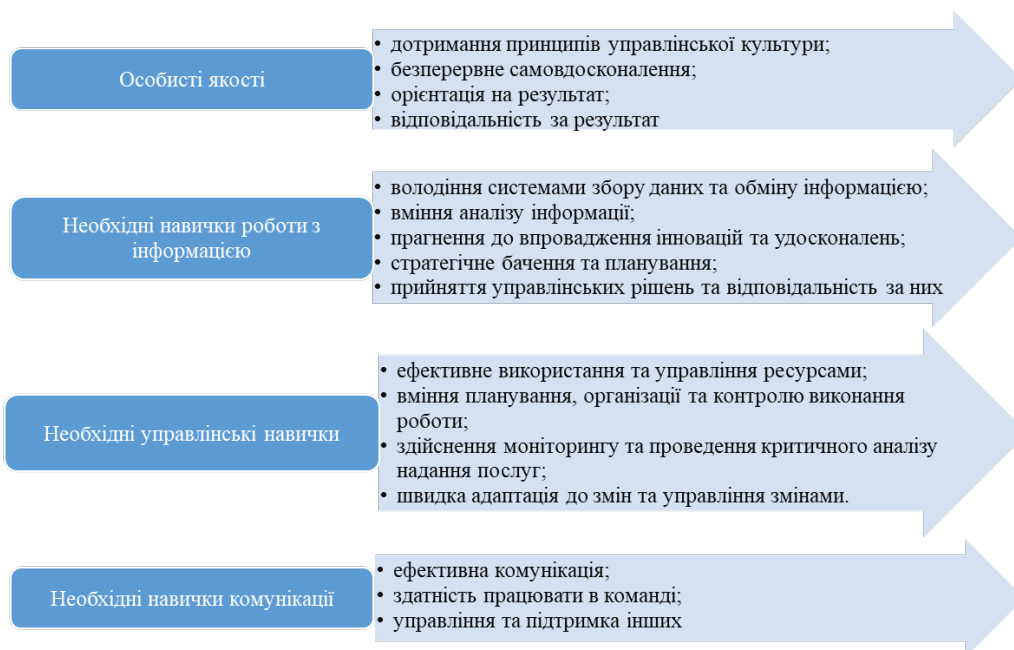 Особисті якості
• дотримання принципів управлінської культури;
• безперервне самовдосконалення;
• орієнтація на результат;
• відповідальність за результат
Необхідні навички роботи з
інформацією
• володіння системами збору даних та обміну інформацією;
• вміння аналізу інформації;
• прагнення до впровадження інновацій та удосконалень;
• стратегічне бачення та планування;
• прийняття управлінських рішень та відповідальність за них
Необхідні управлінські навички
• ефективне використання та управління ресурсами;
• вміння планування, організації та контролю виконання
роботи;
• здійснення моніторингу та проведення критичного аналізу
надання послуг;
• швидка адаптація до змін та управління змінами.
Необхідні навички комунікації
• ефективна комунікація;
• здатність працювати в команді;
• управління та підтримка інших